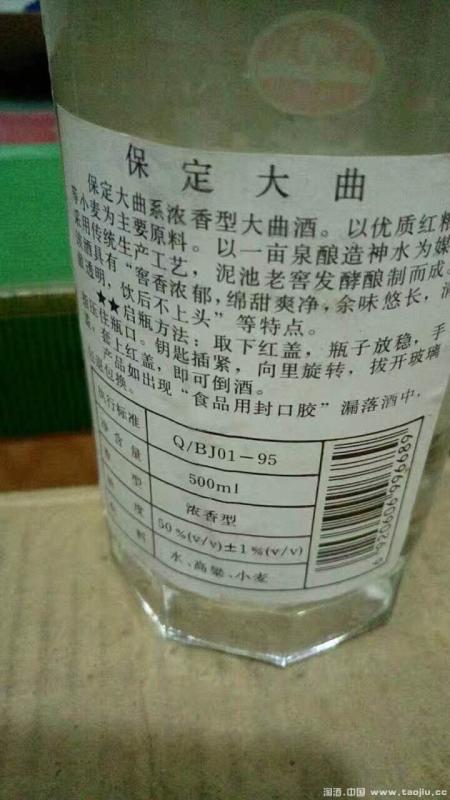 保定大曲
保定大曲系浓香型大曲酒。以优质红粮
等小麦为主要原料。以一亩泉酿造神水为媒
采用传统生产工艺，泥池老窖发酵酿制而成。
酒具有“窖香浓郁，绵甜爽净，余味悠长，清
透明，饮后不上头”等特点。
★★启瓶方法：取下红盖，瓶子放稳，手
压住瓶口。钥匙插紧，向里旋转，拔开玻璃
套上红盖，即可倒酒。
产品如出现“食品用封口胶”漏落酒中，
包换。
执行标准 Q/BJ01-95
净含量 500ml
型 浓香型
度 50%(v/v)±1%(v/v)
料 水、高粱、小麦
6920609996689
淘酒.中国 www.taojiu.cc